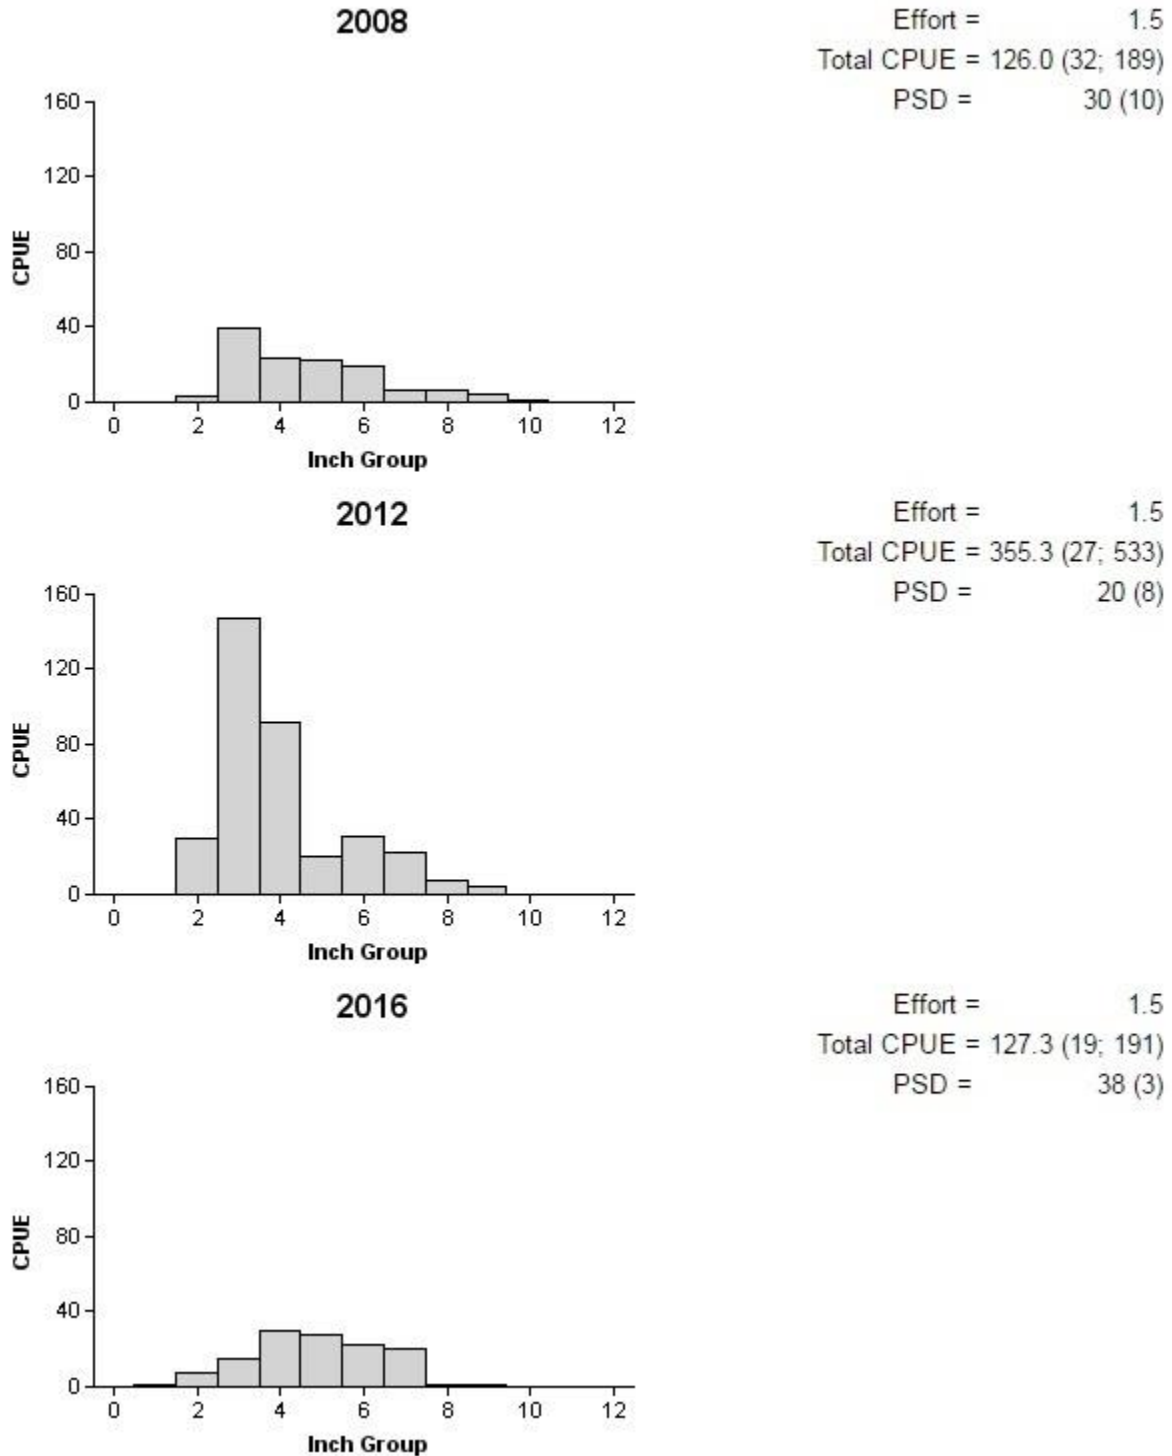 2008
Effort = 1.5
Total CPUE = 126.0 (32; 189)
PSD = 30 (10)
160
120
80
40
0
CPUE
0 2 4 6 8 10 12
Inch Group
2012
Effort = 1.5
Total CPUE = 355.3 (27; 533)
PSD = 20 (8)
160
120
80
40
0
CPUE
0 2 4 6 8 10 12
Inch Group
2016
Effort = 1.5
Total CPUE = 127.3 (19; 191)
PSD = 38 (3)
160
120
80
40
0
CPUE
0 2 4 6 8 10 12
Inch Group